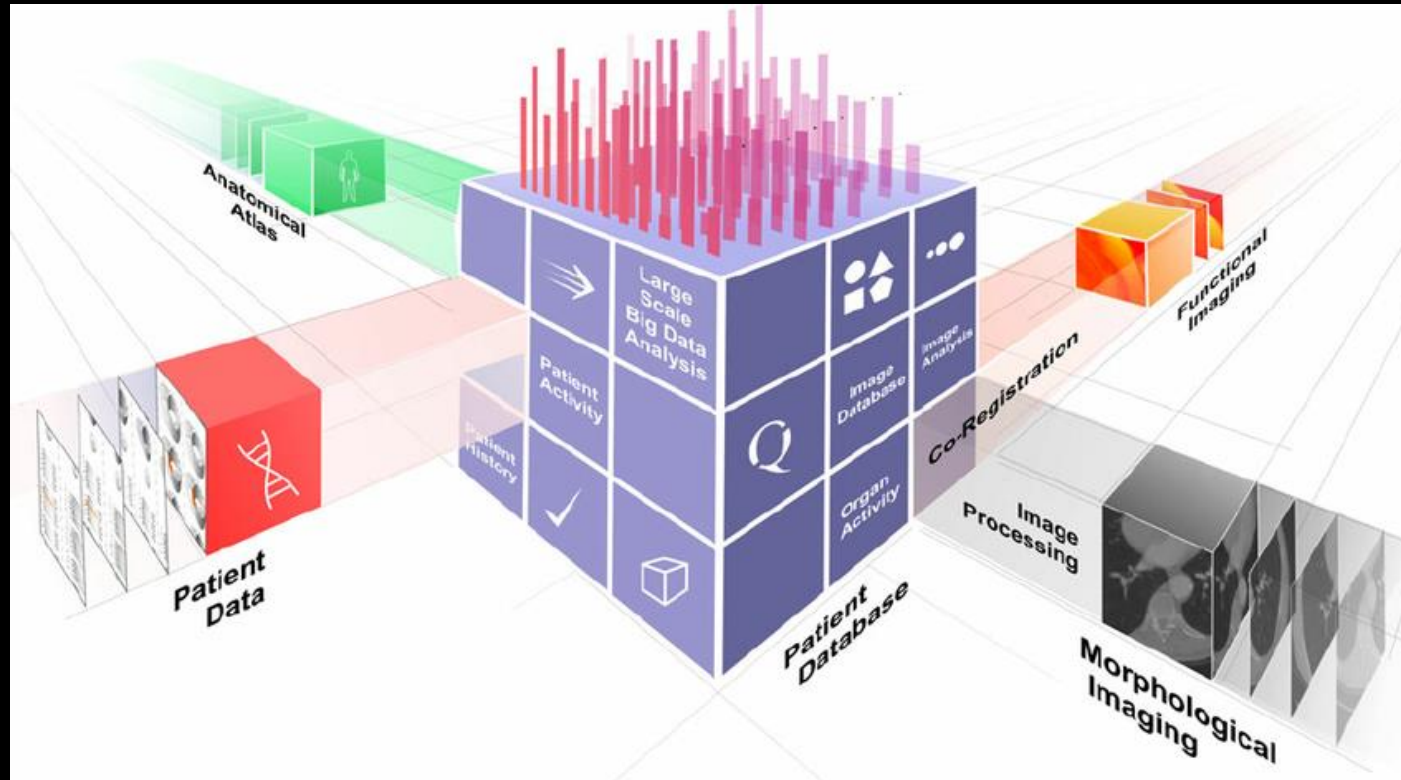 Anatomical
Atlas
Large
Scale
Big Data
Analysis
Patient
Activity
Patient
History
Image
Database
Image
Analysis
Q
Organ
Activity
Functional
Imaging
Co-Registration
Image
Processing
Patient
Data
Patient
Database
Morphological
Imaging